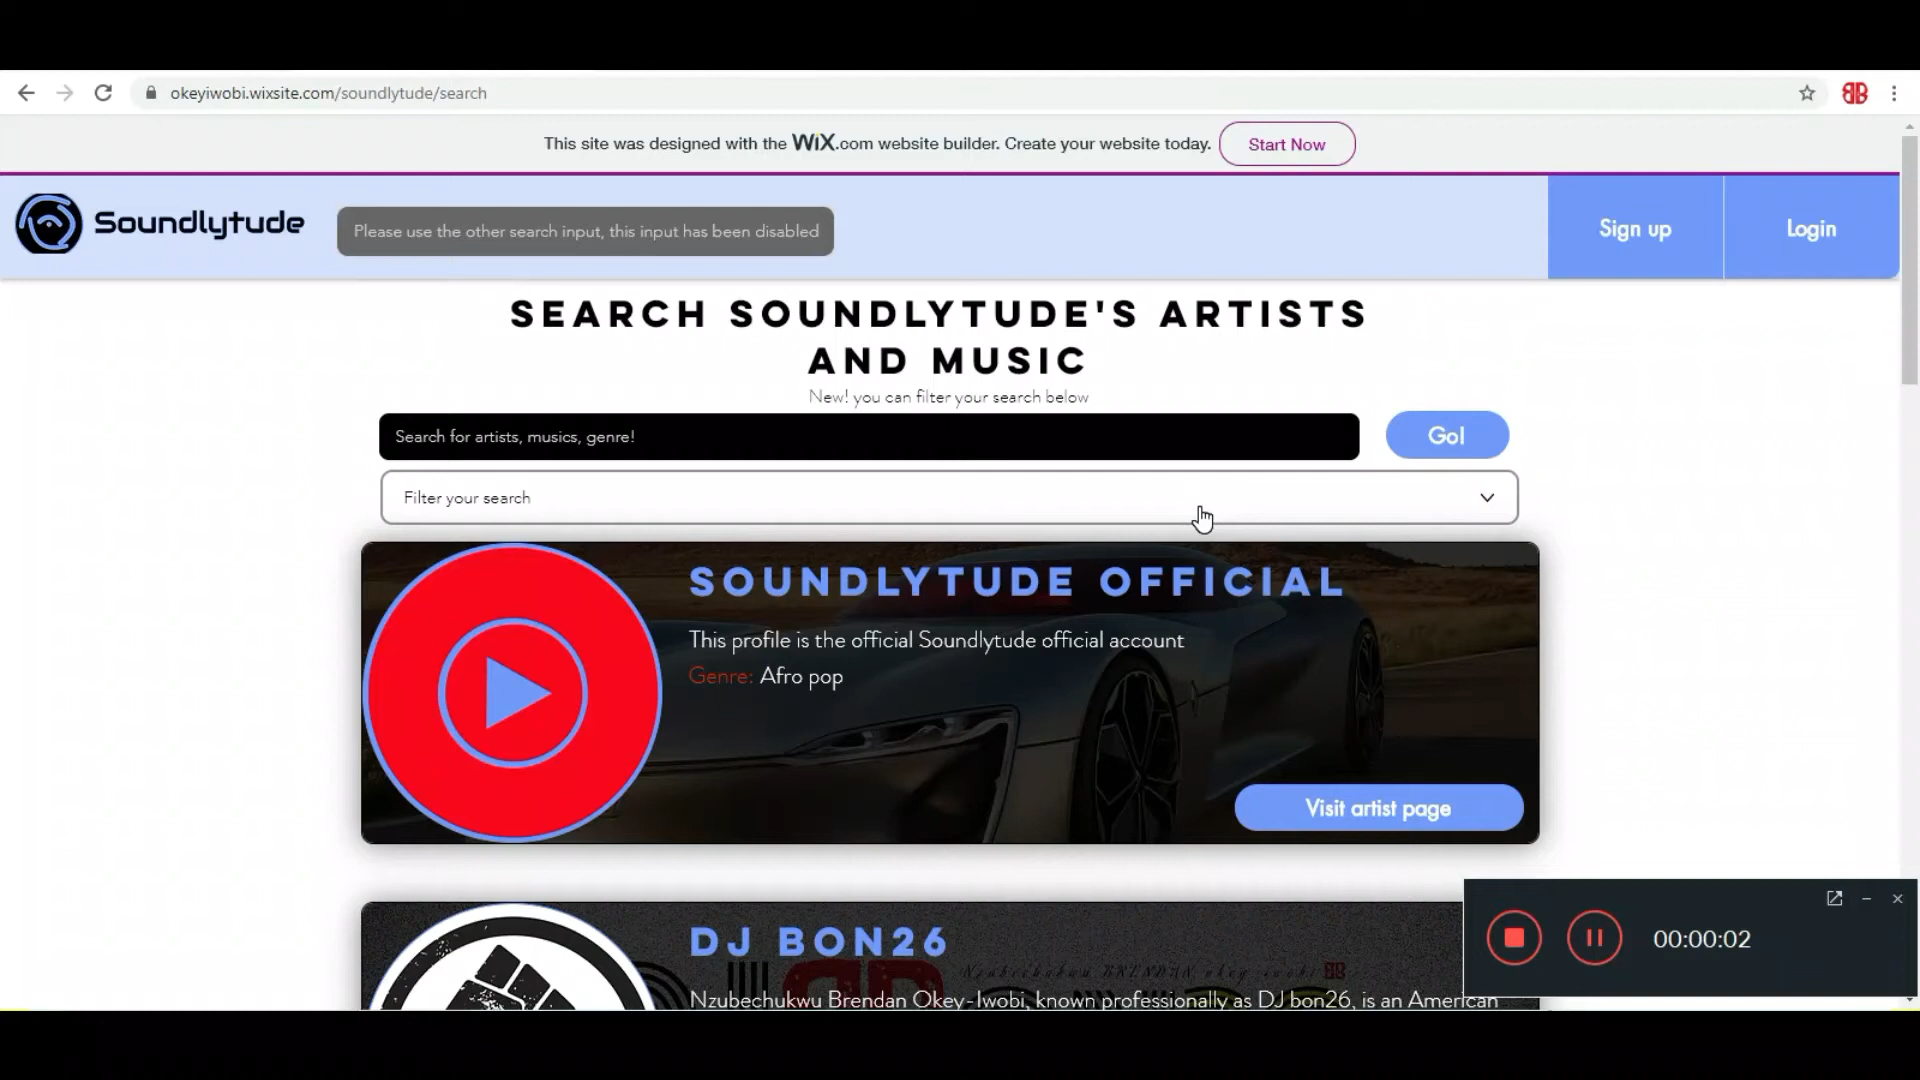 okeyiwobi.wixsite.com/soundlytude/search
This site was designed with the WiX.com website builder. Create your website today.
Start Now
Soundlytude
Please use the other search input, this input has been disabled
Sign up
Login
SEARCH SOUNDLYTUDE'S ARTISTS
AND MUSIC
New! you can filter your search below
Search for artists, musics, genre!
Go!
Filter your search
SOUNDLYTUDE OFFICIAL
This profile is the official Soundlytude official account
Genre: Afro pop
Visit artist page
DJ BON26
Nzubechukwu BRENDAN okey iwobi
Nzubechukwu Brendan Okey-Iwobi, known professionally as DJ bon26, is an American
00:00:02